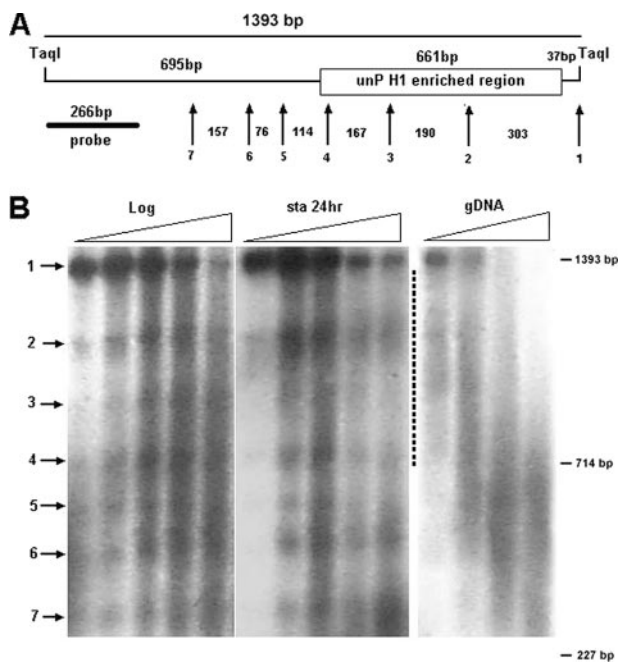 A
1393 bp
TaqI
TaqI
695bp
661bp
37bp
unP H1 enriched region
266bp
probe
157
76
114
167
190
303
7
6
5
4
3
2
1
B
Log
sta 24hr
gDNA
1
2
3
4
5
6
7
1393 bp
714 bp
227 bp